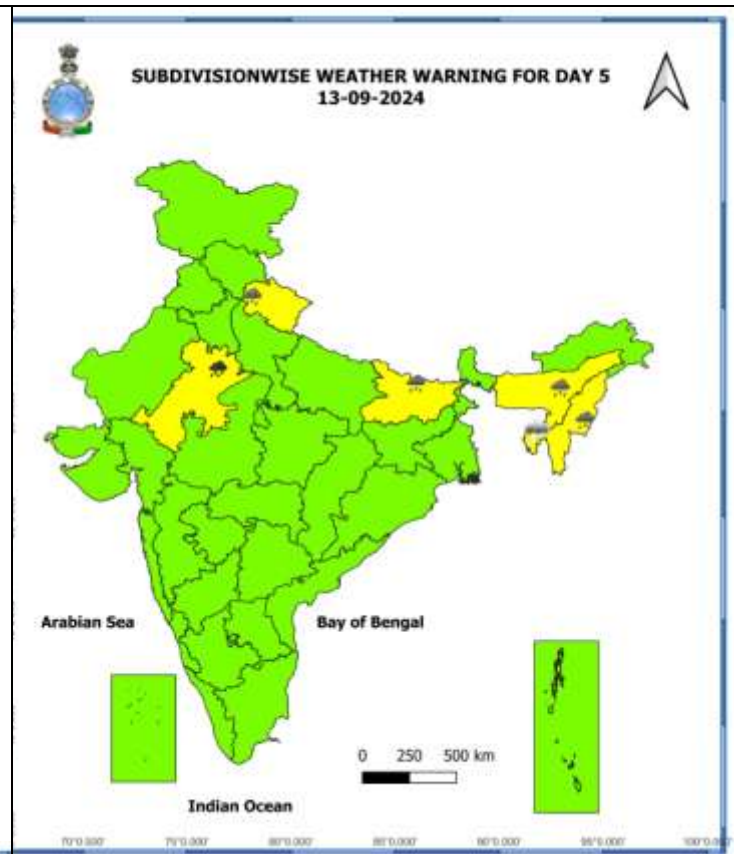 SUBDIVISIONWISE WEATHER WARNING FOR DAY 5
13-09-2024
Arabian Sea
Bay of Bengal
0 250 500 km
Indian Ocean